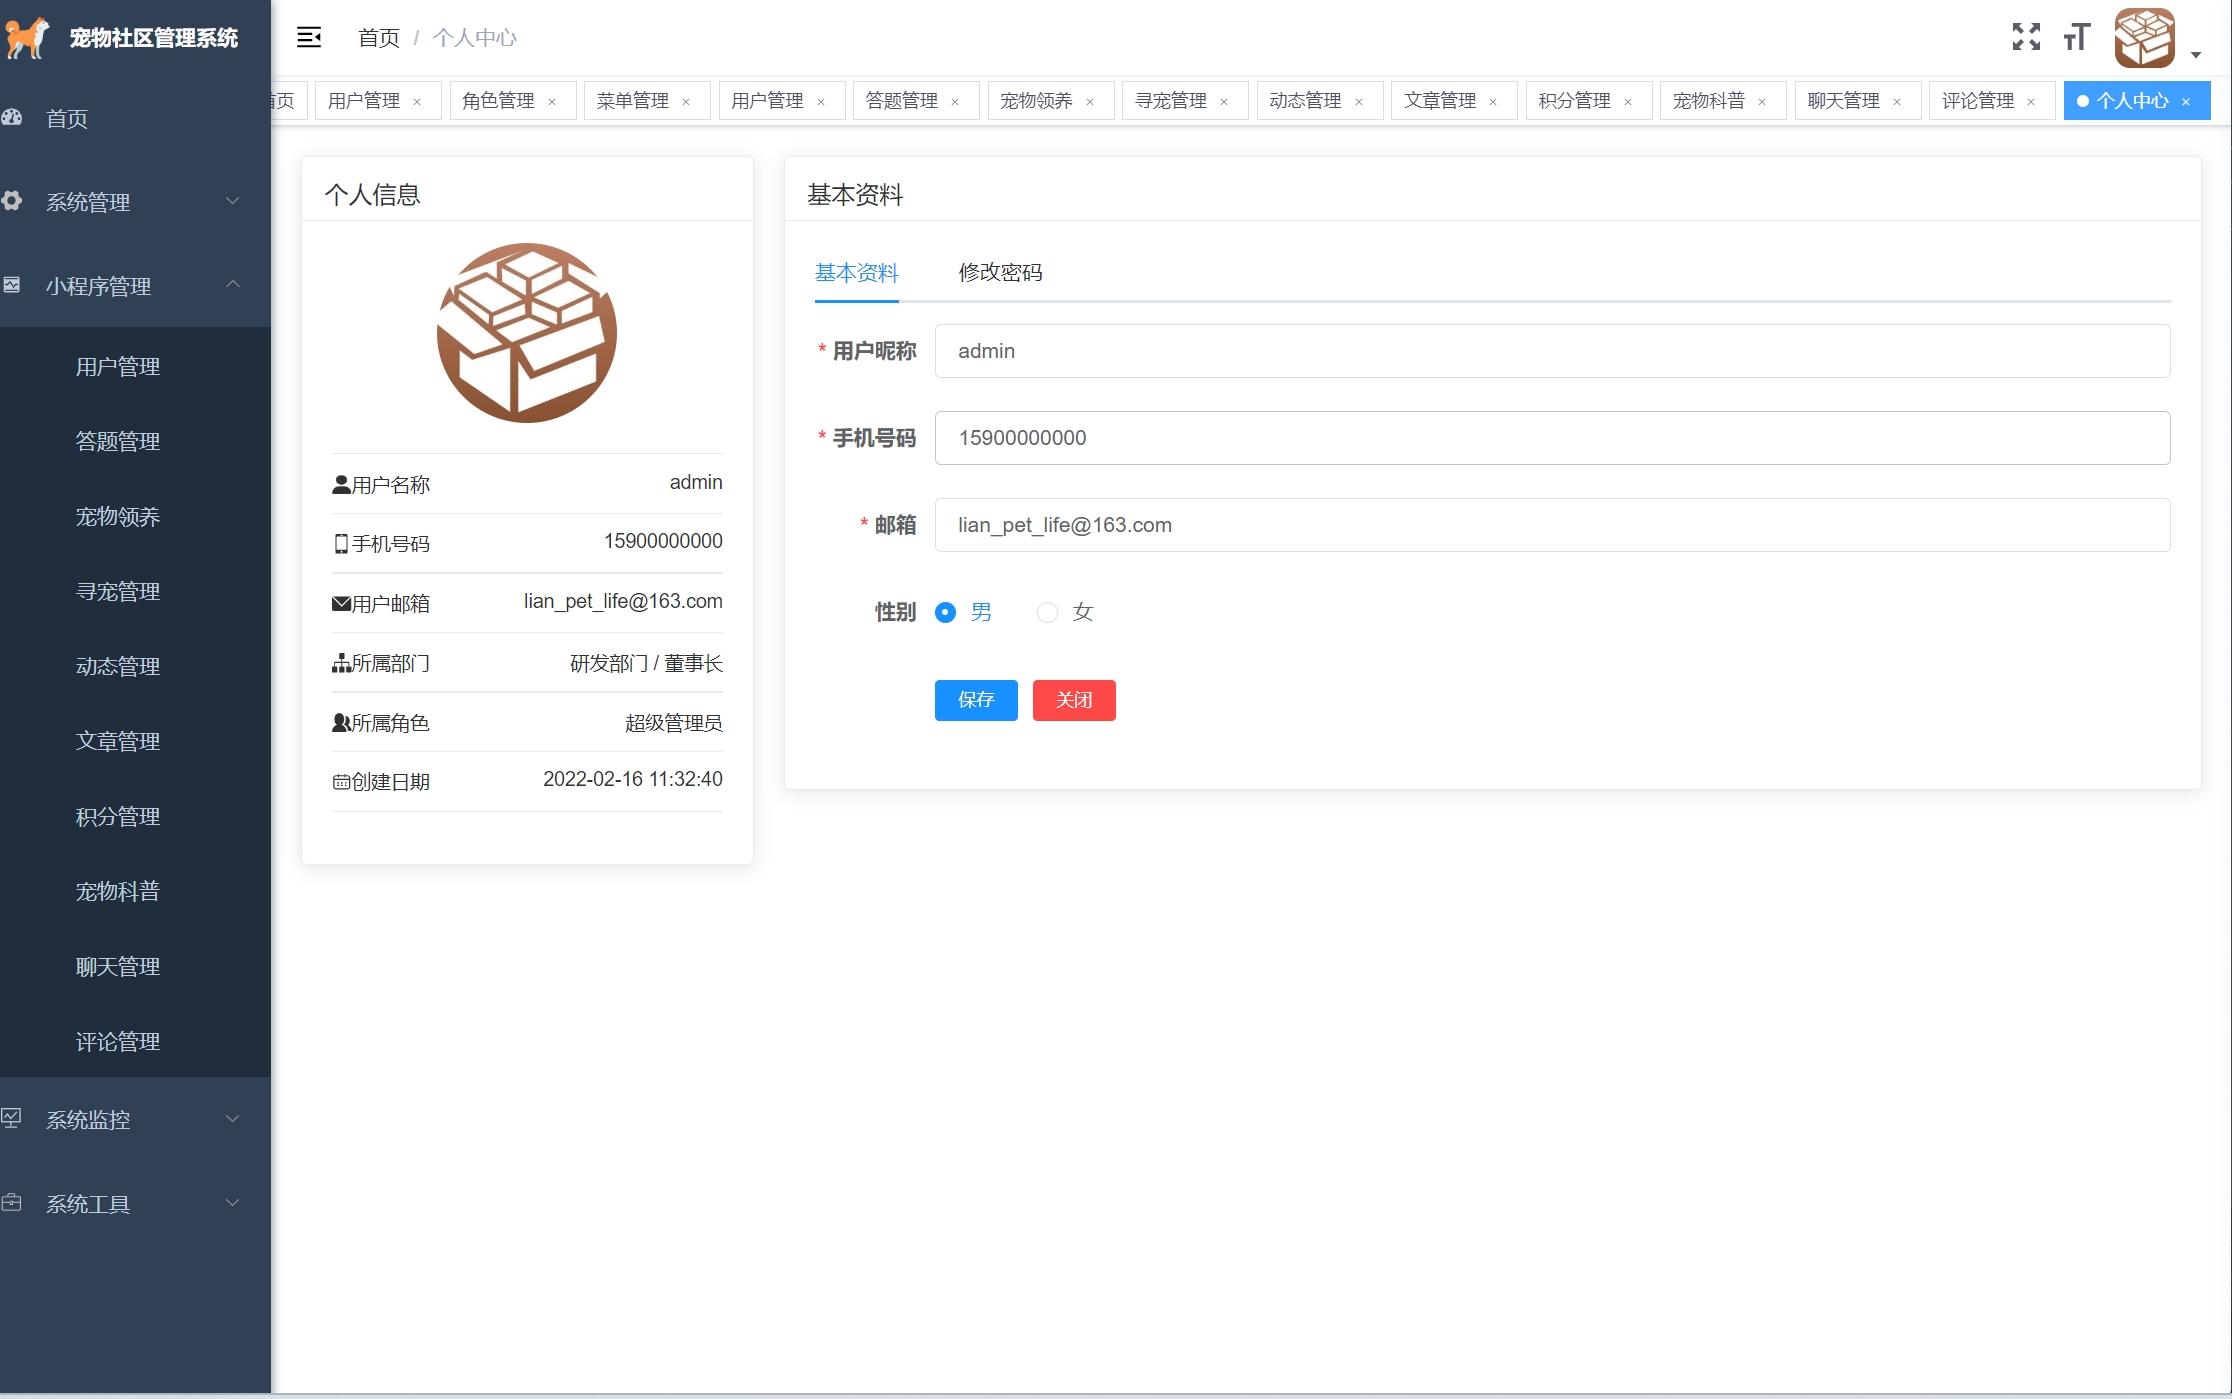 宠物社区管理系统
首页 / 个人中心
首页
系统管理
小程序管理
用户管理
答题管理
宠物领养
寻宠管理
动态管理
文章管理
积分管理
宠物科普
聊天管理
评论管理
系统监控
系统工具
页 用户管理 × 角色管理 × 菜单管理 × 用户管理 × 答题管理 × 宠物领养 × 寻宠管理 × 动态管理 × 文章管理 × 积分管理 × 宠物科普 × 聊天管理 × 评论管理 × 个人中心 ×
个人信息
用户名称 admin
手机号码 15900000000
用户邮箱 lian_pet_life@163.com
所属部门 研发部门 / 董事长
所属角色 超级管理员
创建日期 2022-02-16 11:32:40
基本资料
基本资料 修改密码
* 用户昵称 admin
* 手机号码 15900000000
* 邮箱 lian_pet_life@163.com
性别 男 女
保存 关闭